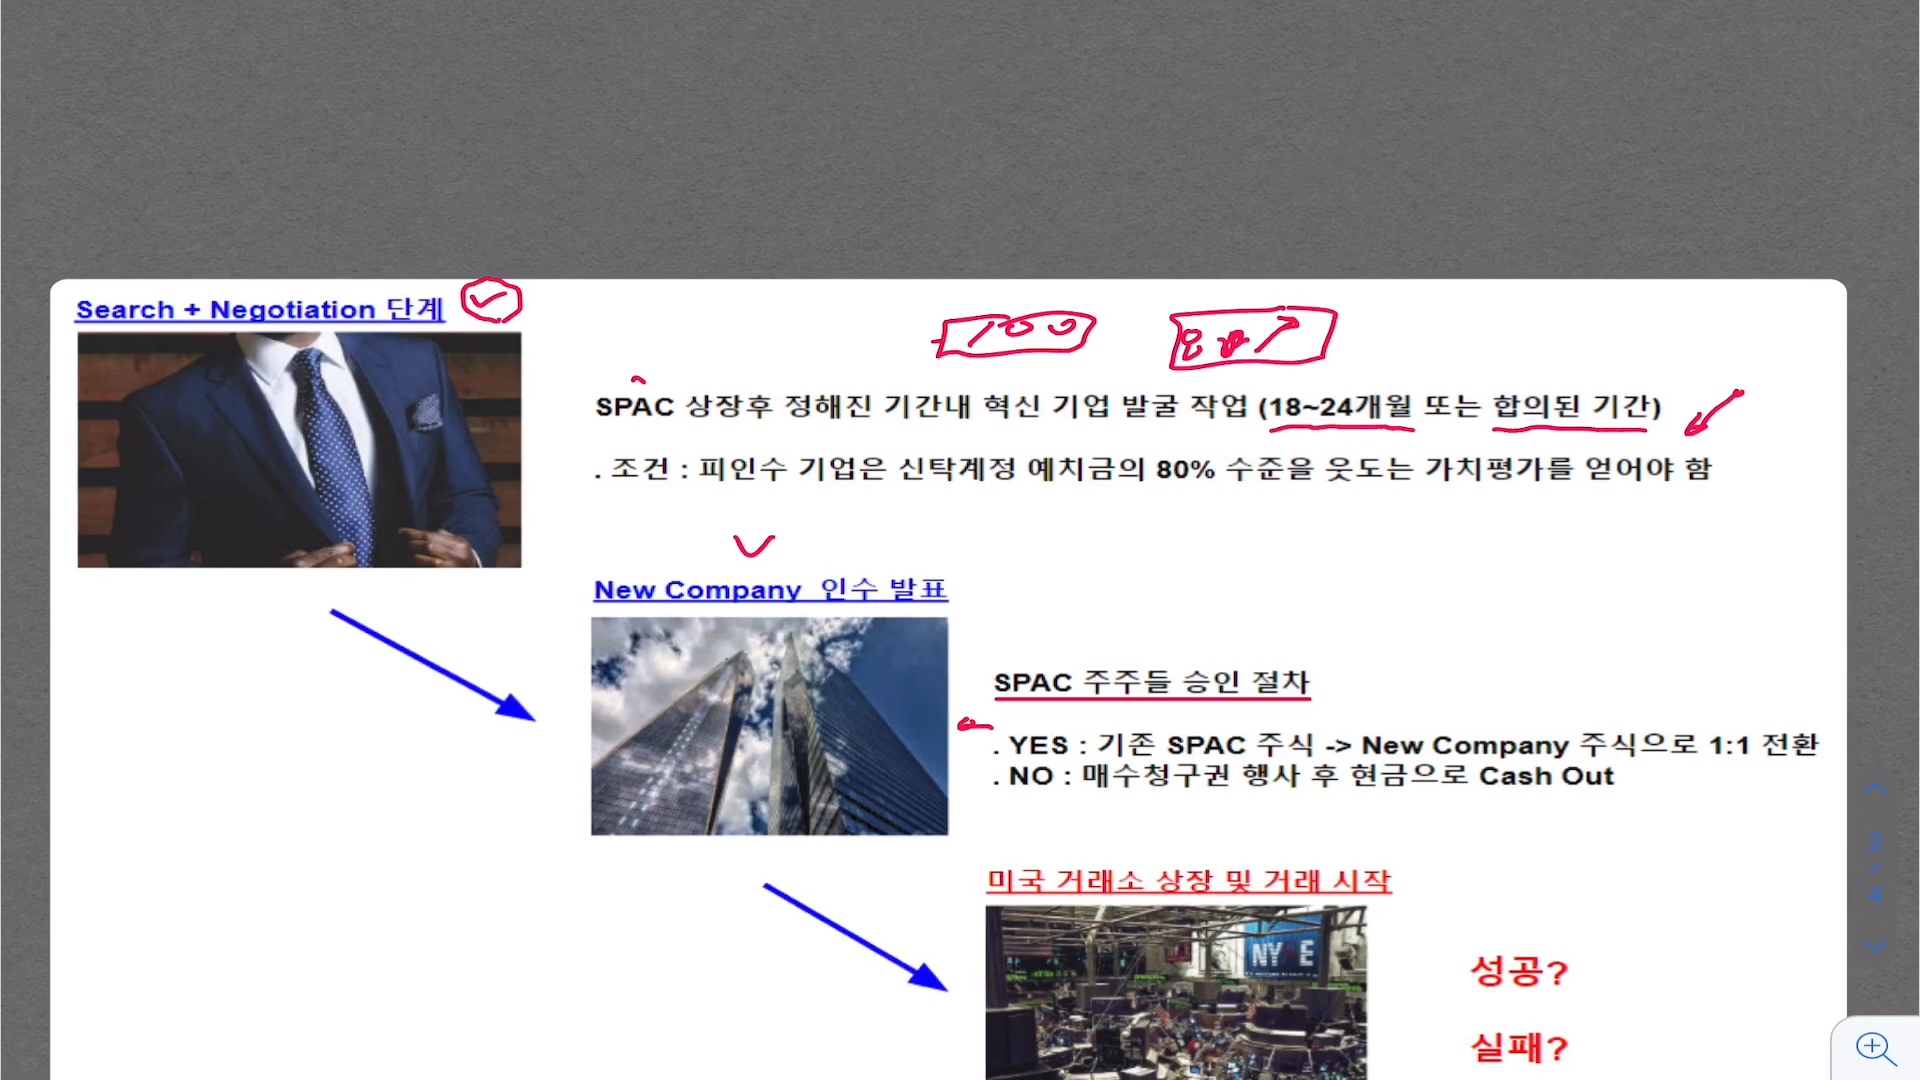 Search + Negotiation 단계
100
SPAC 상장후 정해진 기간내 혁신 기업 발굴 작업 (18~24개월 또는 합의된 기간)
. 조건 : 피인수 기업은 신탁계정 예치금의 80% 수준을 웃도는 가치평가를 얻어야 함
New Company 인수 발표
SPAC 주주들 승인 절차
. YES : 기존 SPAC 주식 -> New Company 주식으로 1:1 전환
. NO : 매수청구권 행사 후 현금으로 Cash Out
미국 거래소 상장 및 거래 시작
NYSE
성공?
실패?
2
/
4